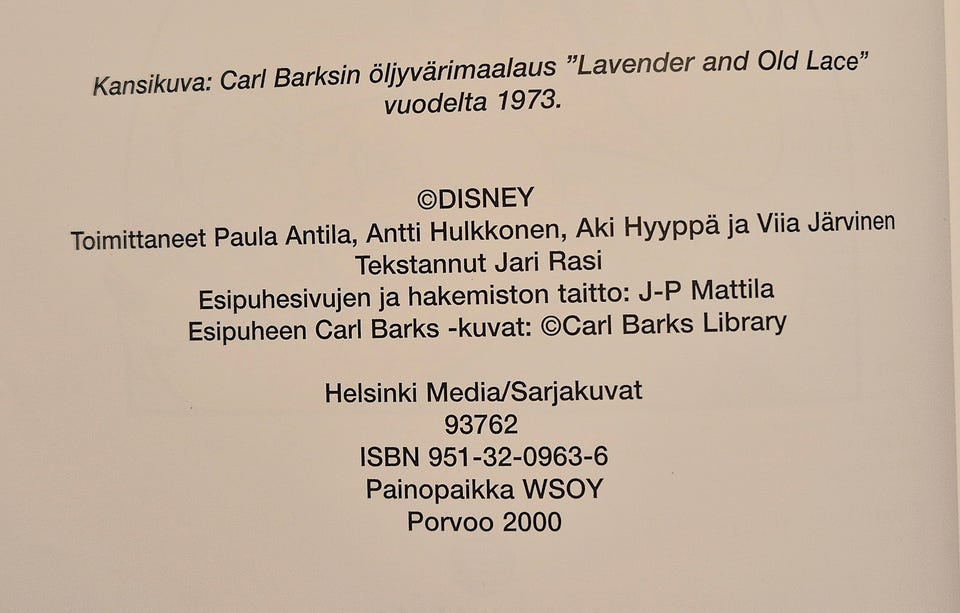 Kansikuva: Carl Barksin öljyvärimaalaus ”Lavender and Old Lace”
vuodelta 1973.
©DISNEY
Toimittaneet Paula Antila, Antti Hulkkonen, Aki Hyyppä ja Viia Järvinen
Tekstannut Jari Rasi
Esipuhesivujen ja hakemiston taitto: J-P Mattila
Esipuheen Carl Barks -kuvat: ©Carl Barks Library
Helsinki Media/Sarjakuvat
93762
ISBN 951-32-0963-6
Painopaikka WSOY
Porvoo 2000